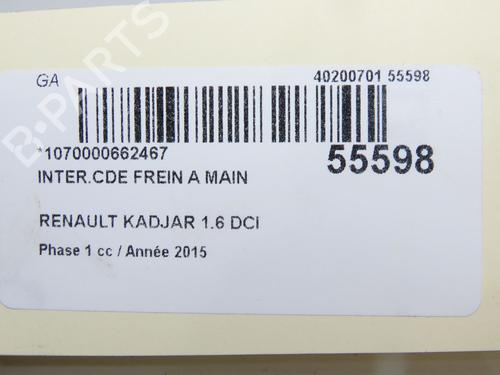 GA
40200701 55598
*1070000662467
55598
INTER.CDE FREIN A MAIN
RENAULT KADJAR 1.6 DCI
Phase 1 cc / Année 2015
B-PARTS